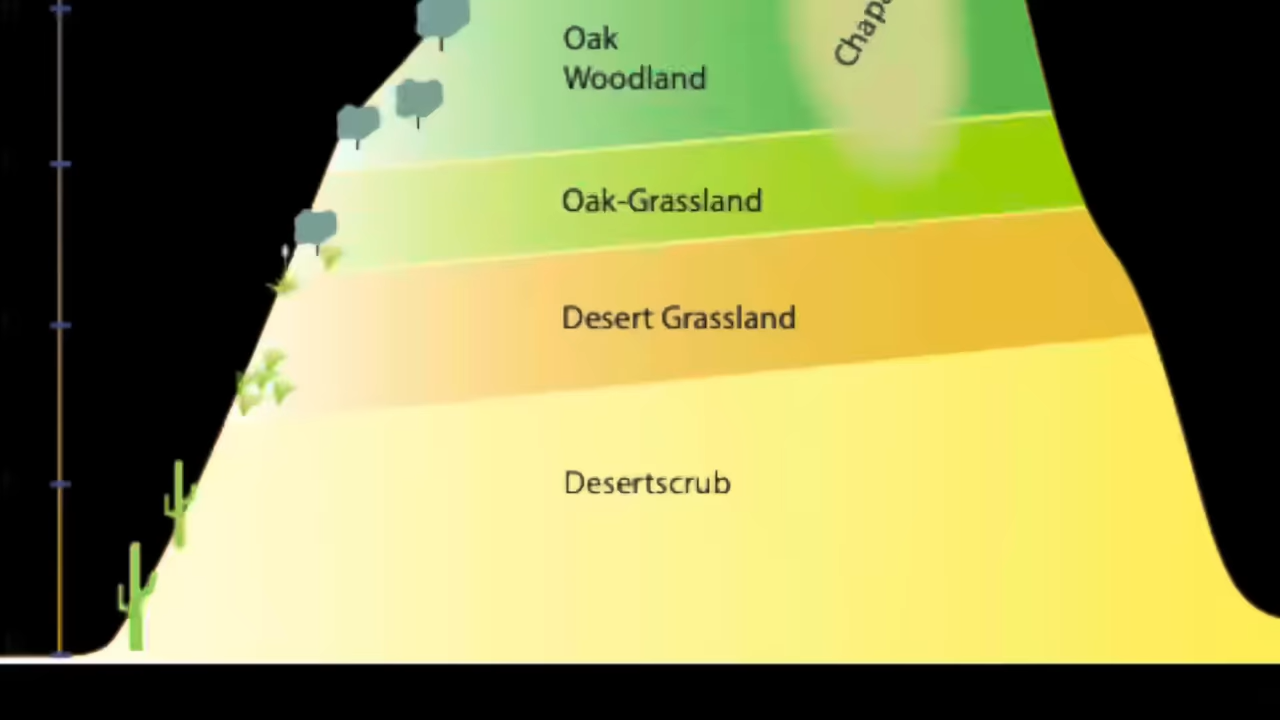 Oak
Woodland
Oak-Grassland
Desert Grassland
Desertscrub